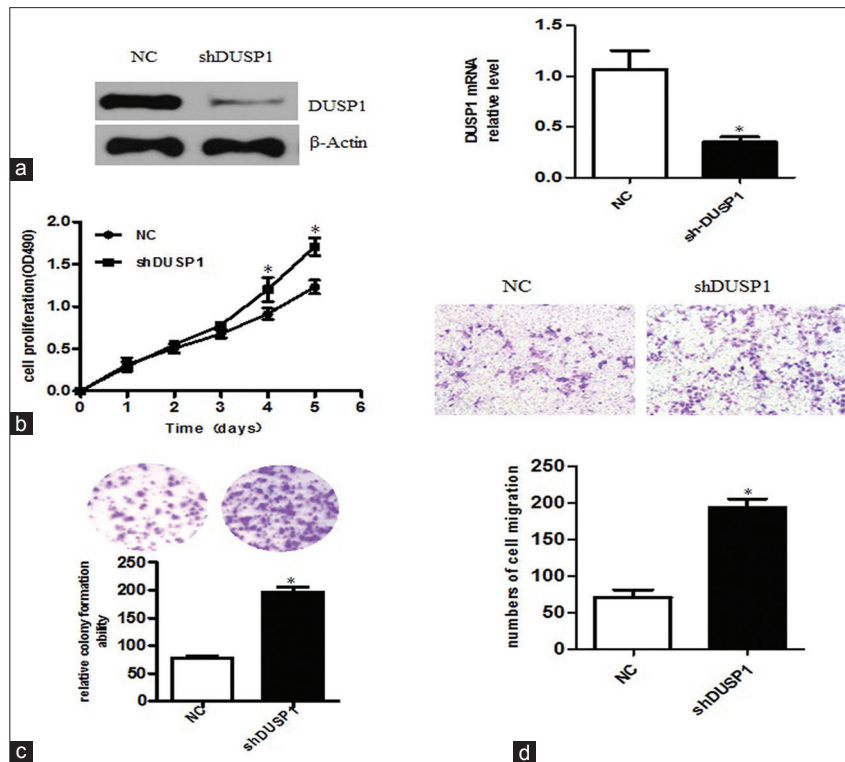 NC shDUSP1
DUSP1
β-Actin
a
DUSP1 mRNA
relative level
1.5
1.0
0.5
0.0
*
NC
sh-DUSP1
cell proliferation(OD490)
2.0
1.5
1.0
0.5
0.0
NC
shDUSP1
*
*
0 1 2 3 4 5 6
Time (days)
b
NC shDUSP1
relative colony formation
ability
250
200
150
100
50
0
*
NC
shDUSP1
c
numbers of cell migration
250
200
150
100
50
0
*
NC
shDUSP1
d